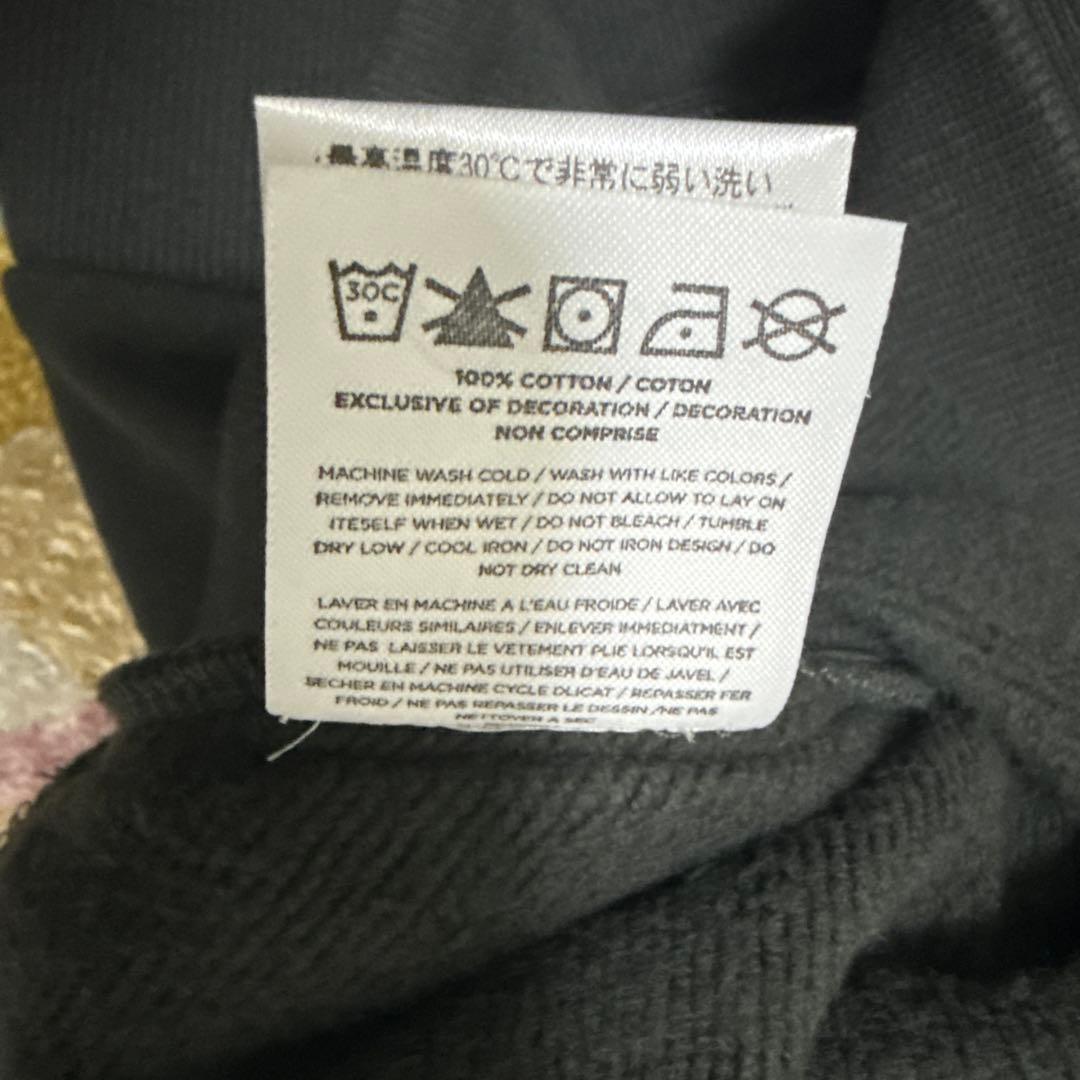 ・最高温度30℃で非常に弱い洗い
30C
100% COTTON / COTON
EXCLUSIVE OF DECORATION / DECORATION
NON COMPRISE
MACHINE WASH COLD / WASH WITH LIKE COLORS /
REMOVE IMMEDIATELY / DO NOT ALLOW TO LAY ON
ITESELF WHEN WET / DO NOT BLEACH / TUMBLE
DRY LOW / COOL IRON / DO NOT IRON DESIGN / DO
NOT DRY CLEAN
LAVER EN MACHINE A L'EAU FROIDE / LAVER AVEC
COULEURS SIMILAIRES / ENLEVER IMMEDIATMENT /
NE PAS LAISSER LE VETEMENT PLIE LORSQU'IL EST
MOUILLE / NE PAS UTILISER D'EAU DE JAVEL /
SECHER EN MACHINE CYCLE DLICAT / REPASSER FER
FROID / NE PAS REPASSER LE DESSIN /NE PAS
NETTOYER A SEC